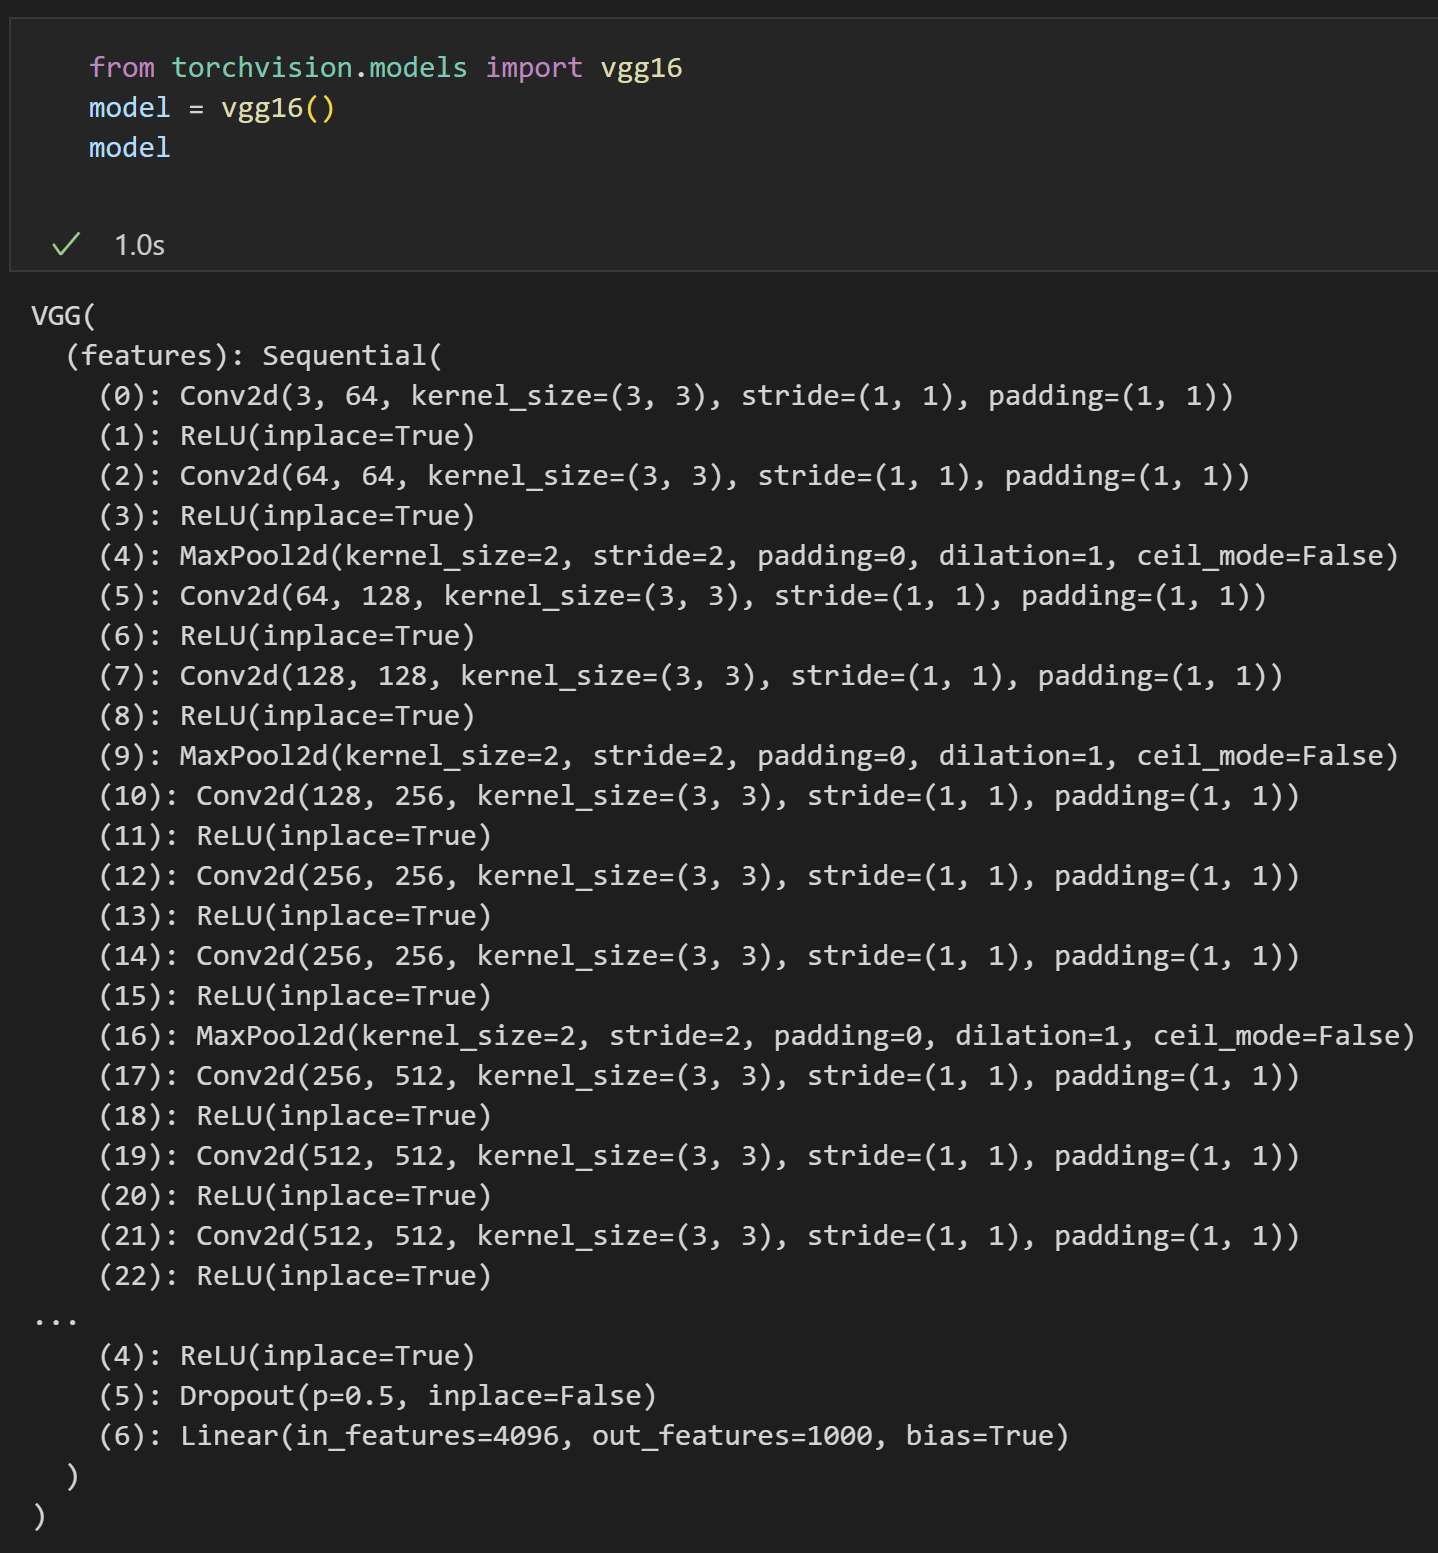 from torchvision.models import vgg16
model = vgg16()
model
✓ 1.0s
VGG(
  (features): Sequential(
    (0): Conv2d(3, 64, kernel_size=(3, 3), stride=(1, 1), padding=(1, 1))
    (1): ReLU(inplace=True)
    (2): Conv2d(64, 64, kernel_size=(3, 3), stride=(1, 1), padding=(1, 1))
    (3): ReLU(inplace=True)
    (4): MaxPool2d(kernel_size=2, stride=2, padding=0, dilation=1, ceil_mode=False)
    (5): Conv2d(64, 128, kernel_size=(3, 3), stride=(1, 1), padding=(1, 1))
    (6): ReLU(inplace=True)
    (7): Conv2d(128, 128, kernel_size=(3, 3), stride=(1, 1), padding=(1, 1))
    (8): ReLU(inplace=True)
    (9): MaxPool2d(kernel_size=2, stride=2, padding=0, dilation=1, ceil_mode=False)
    (10): Conv2d(128, 256, kernel_size=(3, 3), stride=(1, 1), padding=(1, 1))
    (11): ReLU(inplace=True)
    (12): Conv2d(256, 256, kernel_size=(3, 3), stride=(1, 1), padding=(1, 1))
    (13): ReLU(inplace=True)
    (14): Conv2d(256, 256, kernel_size=(3, 3), stride=(1, 1), padding=(1, 1))
    (15): ReLU(inplace=True)
    (16): MaxPool2d(kernel_size=2, stride=2, padding=0, dilation=1, ceil_mode=False)
    (17): Conv2d(256, 512, kernel_size=(3, 3), stride=(1, 1), padding=(1, 1))
    (18): ReLU(inplace=True)
    (19): Conv2d(512, 512, kernel_size=(3, 3), stride=(1, 1), padding=(1, 1))
    (20): ReLU(inplace=True)
    (21): Conv2d(512, 512, kernel_size=(3, 3), stride=(1, 1), padding=(1, 1))
    (22): ReLU(inplace=True)
...
    (4): ReLU(inplace=True)
    (5): Dropout(p=0.5, inplace=False)
    (6): Linear(in_features=4096, out_features=1000, bias=True)
  )
)